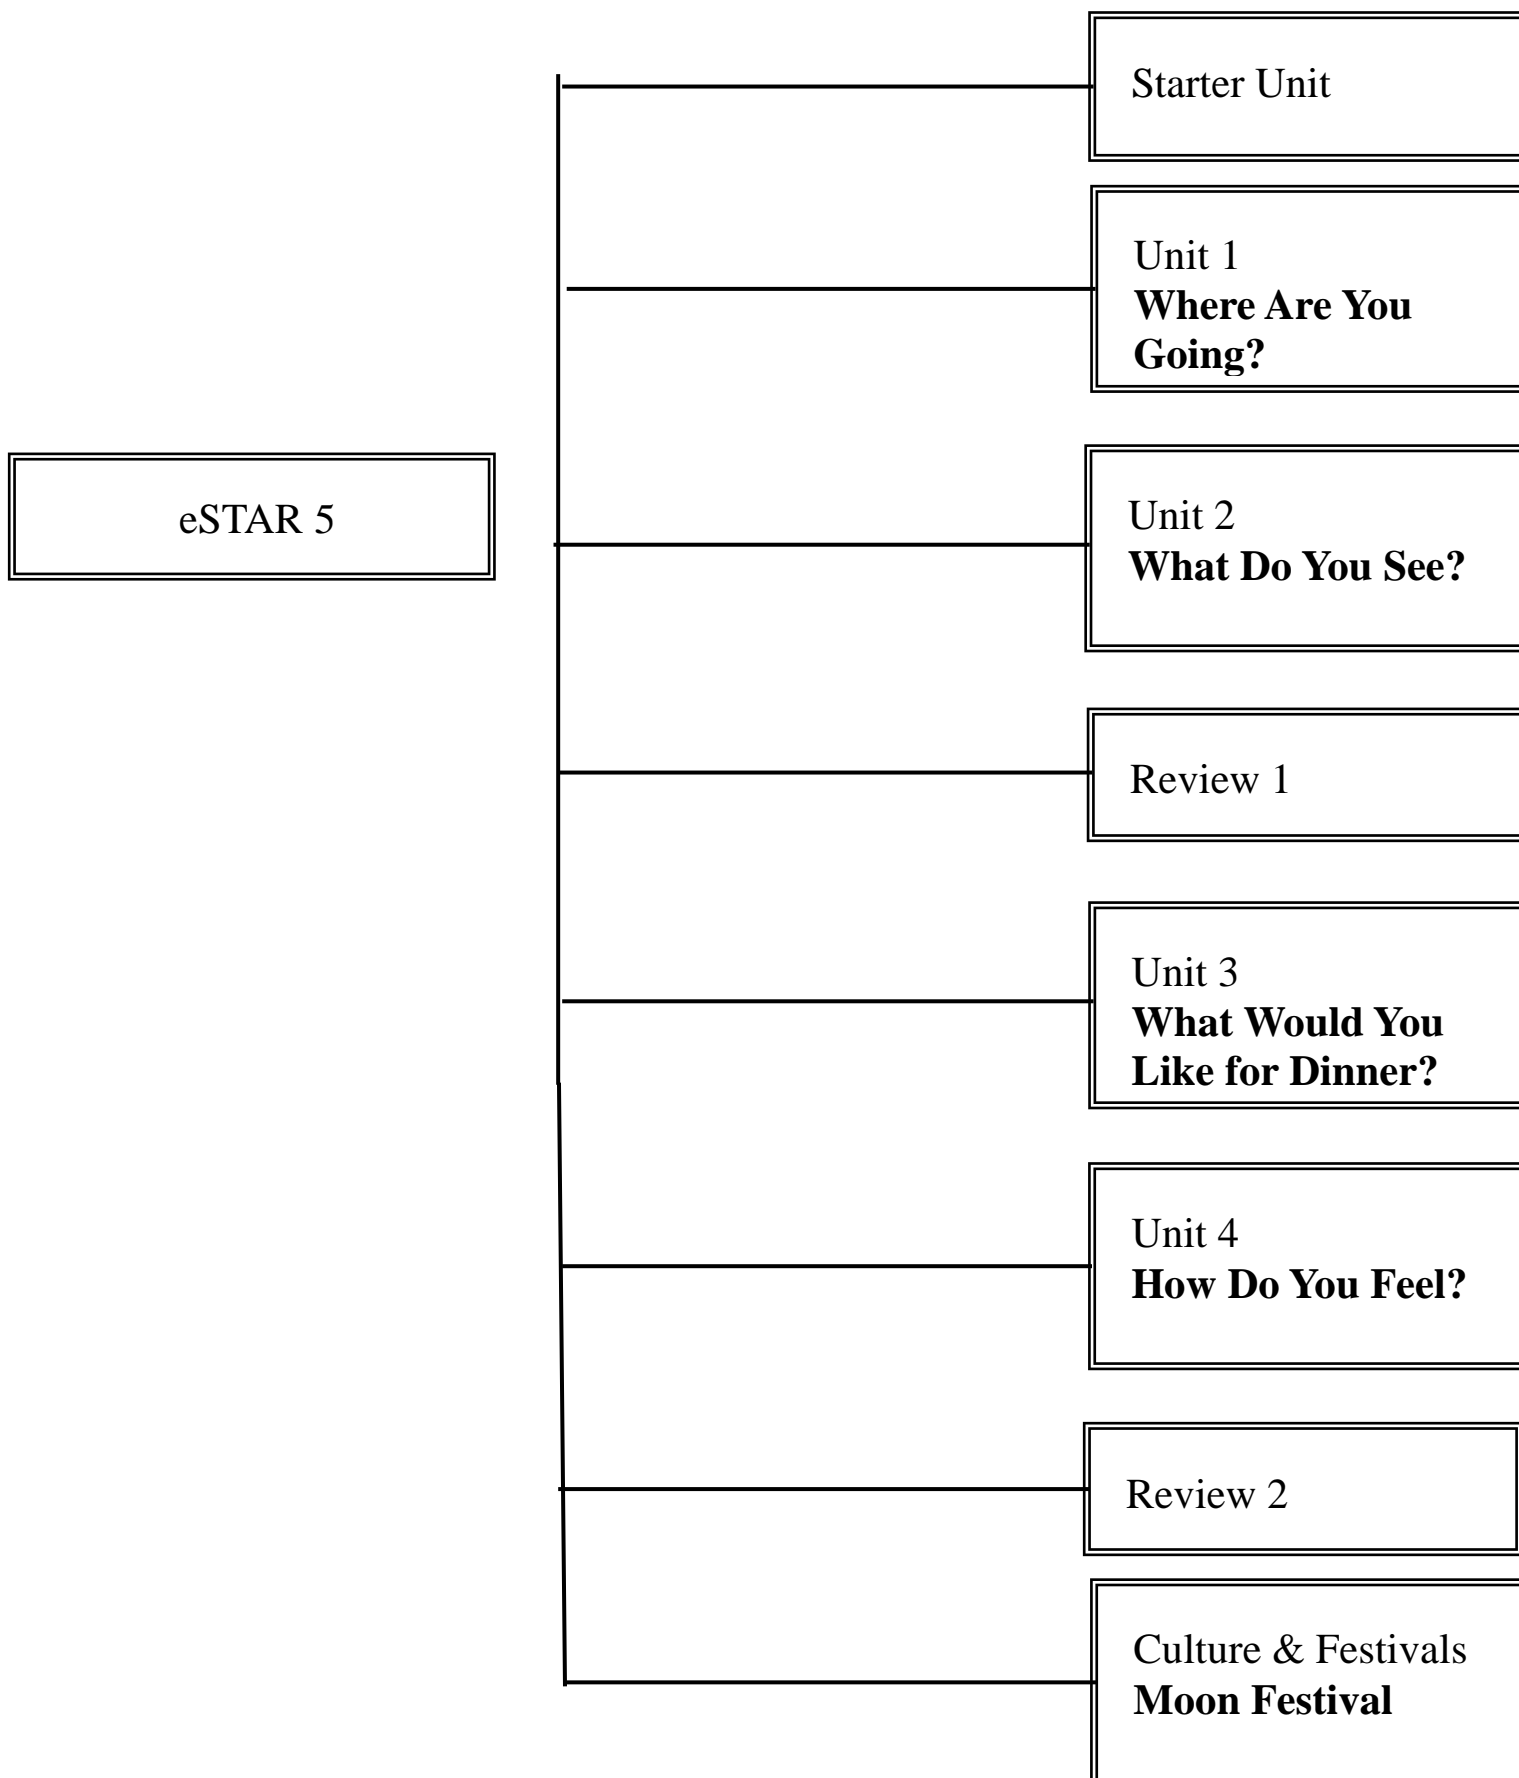 Starter Unit
Unit 1
Where Are You
Going?
eSTAR 5
Unit 2
What Do You See?
Review 1
Unit 3
What Would You
Like for Dinner?
Unit 4
How Do You Feel?
Review 2
Culture & Festivals
Moon Festival